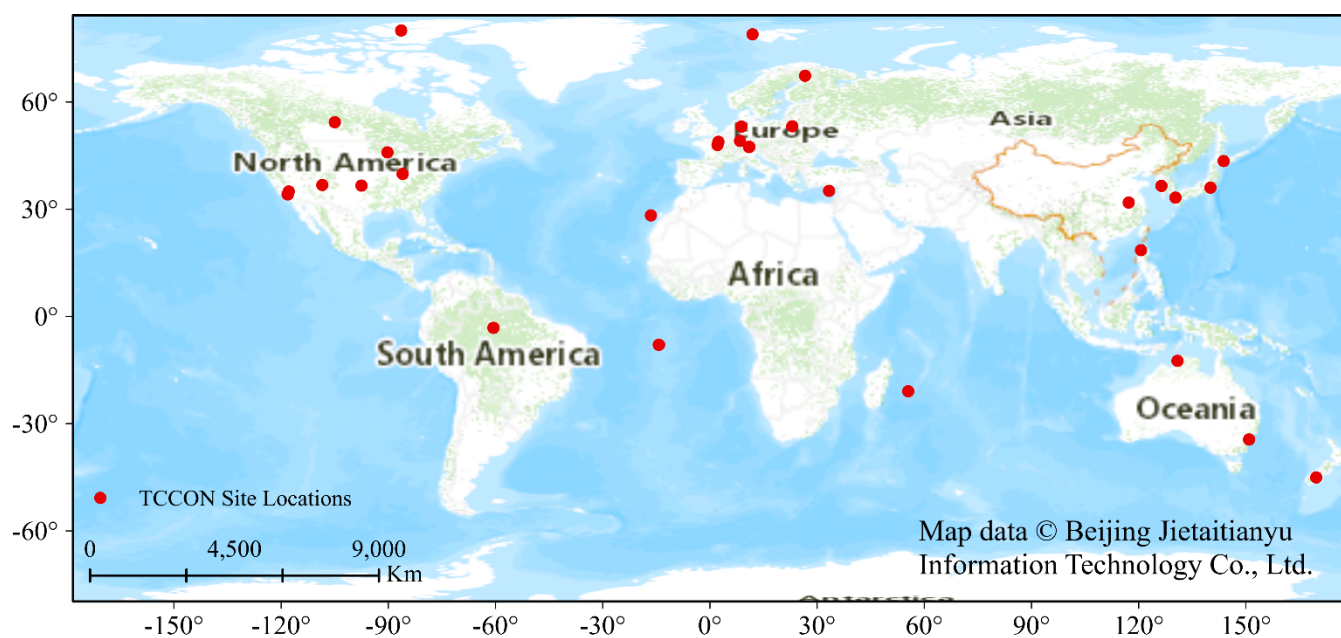 60°
30°
0°
-30°
-60°
North America
Europe
Asia
Africa
South America
Oceania
TCCON Site Locations
0 4,500 9,000
Km
Map data © Beijing Jietaitianyu
Information Technology Co., Ltd.
Antarctica
-150° -120° -90° -60° -30° 0° 30° 60° 90° 120° 150°